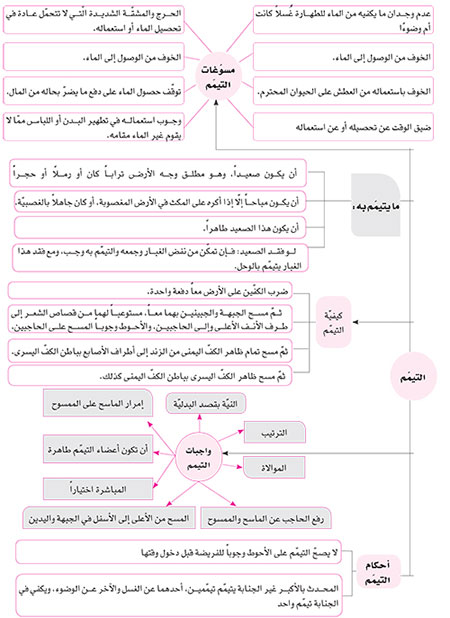 عدم وجدان ما يكفيه من الماء للطهارة غُسلاً كانت
أم وضوءًا
الحرج والمشقّة الشديدة الّتي لا تتحمّل عادة في
تحصيل الماء أو استعماله.
الخوف من الوصول إلى الماء.
الخوف من الوصول إلى الماء.
مسوّغات
التيمّم
الخوف باستعماله من العطش على الحيوان المحترم.
توقّف حصول الماء على دفع ما يضرّ بحاله من المال.
ضيق الوقت عن تحصيله أو عن استعماله
وجوب استعمالـه في تطهير البدن أو اللباس ممّا لا
يقوم غير الماء مقامه.
ما يتيمّم به
أن يكون صعيداً، وهو مطلق وجه الأرض تراباً كان أو رملاً أو حجراً
أن يكون مباحاً إلّا إذا أكره على المكث في الأرض المغصوبة، أو كان جاهلاً بالغصبيّة.
أن يكون هذا الصعيد طاهراً.
لو فقد الصعيد: فإن تمكّن من نفض الغبار وجمعه والتيمّم به وجب، ومع فقد هذا
الغبار يتيمّم بالوحل.
كيفيّة
التيمّم
ضرب الكفّين على الأرض معاً دفعة واحدة.
ثمّ مسح الجبهة والجبينين بهما معاً، مستوعباً لهما من قصاص الشعر إلى
طرف الأنف الأعلى وإلى الحاجبين، والأحوط وجوباً المسح على الحاجبين.
ثمّ مسح تمام ظاهر الكفّ اليمنى من الزند إلى أطراف الأصابع بباطن الكفّ اليسرى.
ثمّ مسح ظاهر الكفّ اليسرى بباطن الكفّ اليمنى كذلك.
التيمّم
النيّة بقصد البدليّة
إمرار الماسح على الممسوح
الترتيب
واجبات
التيمم
أن تكون أعضاء التيمّم طاهرة
الموالاة
المباشرة اختياراً
رفع الحاجب عن الماسح والممسوح
المسح من الأعلى إلى الأسفل في الجبهة واليدين
أحكام
التيمّم
لا يصحّ التيمّم على الأحوط وجوباً للفريضة قبل دخول وقتها
المحدث بالأكبر غير الجنابة يتيمّم تيمّمين، أحدهما عن الغسل والآخر عن الوضوء، ويكفي في
الجنابة تيمّم واحد